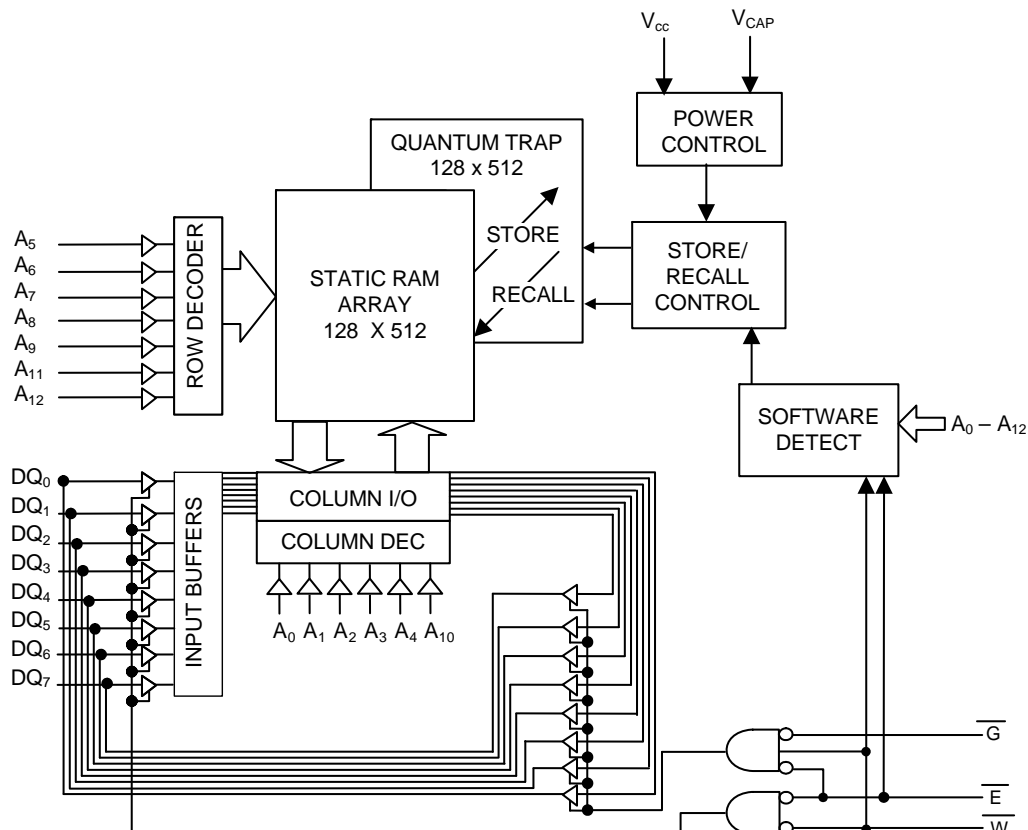 Vcc VCAP
POWER
CONTROL
QUANTUM TRAP
128 x 512
STORE
RECALL
STORE/
RECALL
CONTROL
A5
A6
A7
A8
A9
A11
A12
ROW DECODER
STATIC RAM
ARRAY
128 X 512
SOFTWARE
DETECT
A0 – A12
DQ0
DQ1
DQ2
DQ3
DQ4
DQ5
DQ6
DQ7
INPUT BUFFERS
COLUMN I/O
COLUMN DEC
A0 A1 A2 A3 A4 A10
G
E
W